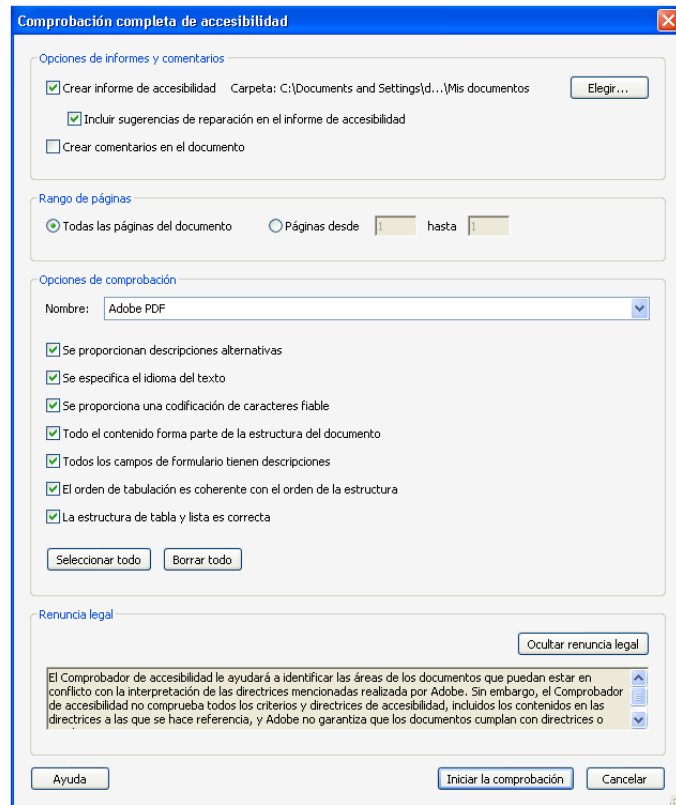 Comprobación completa de accesibilidad
Opciones de informes y comentarios
Crear informe de accesibilidad Carpeta: C:\Documents and Settings\d...\Mis documentos Elegir...
Incluir sugerencias de reparación en el informe de accesibilidad
Crear comentarios en el documento
Rango de páginas
Todas las páginas del documento Páginas desde 1 hasta 1
Opciones de comprobación
Nombre: Adobe PDF
Se proporcionan descripciones alternativas
Se especifica el idioma del texto
Se proporciona una codificación de caracteres fiable
Todo el contenido forma parte de la estructura del documento
Todos los campos de formulario tienen descripciones
El orden de tabulación es coherente con el orden de la estructura
La estructura de tabla y lista es correcta
Seleccionar todo Borrar todo
Renuncia legal
Ocultar renuncia legal
El Comprobador de accesibilidad le ayudará a identificar las áreas de los documentos que puedan estar en
conflicto con la interpretación de las directrices mencionadas realizada por Adobe. Sin embargo, el Comprobador
de accesibilidad no comprueba todos los criterios y directrices de accesibilidad, incluidos los contenidos en las
directrices a las que se hace referencia, y Adobe no garantiza que los documentos cumplan con directrices o
Ayuda Iniciar la comprobación Cancelar